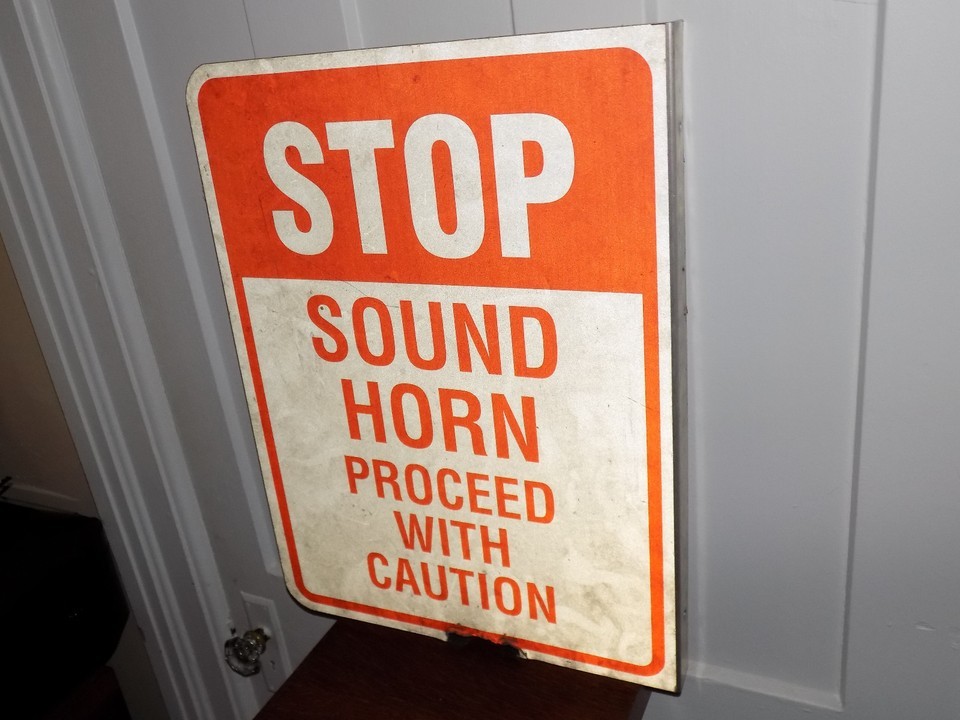 STOP
SOUND
HORN
PROCEED
WITH
CAUTION